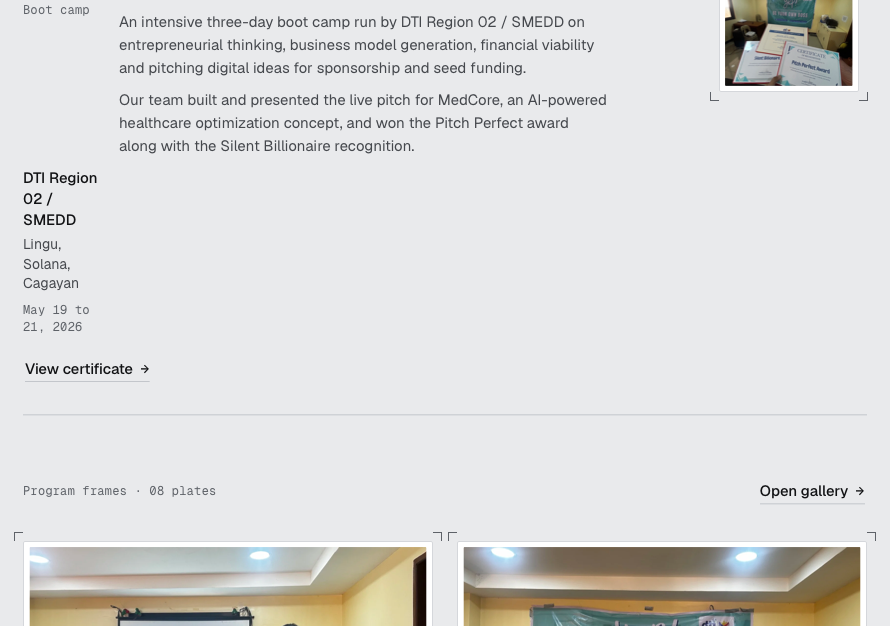 Boot camp
An intensive three-day boot camp run by DTI Region 02 / SMEDD on
entrepreneurial thinking, business model generation, financial viability
and pitching digital ideas for sponsorship and seed funding.
Our team built and presented the live pitch for MedCore, an AI-powered
healthcare optimization concept, and won the Pitch Perfect award
along with the Silent Billionaire recognition.
DTI Region
02 /
SMEDD
Lingu,
Solana,
Cagayan
May 19 to
21, 2026
View certificate →
Program frames · 08 plates
Open gallery →